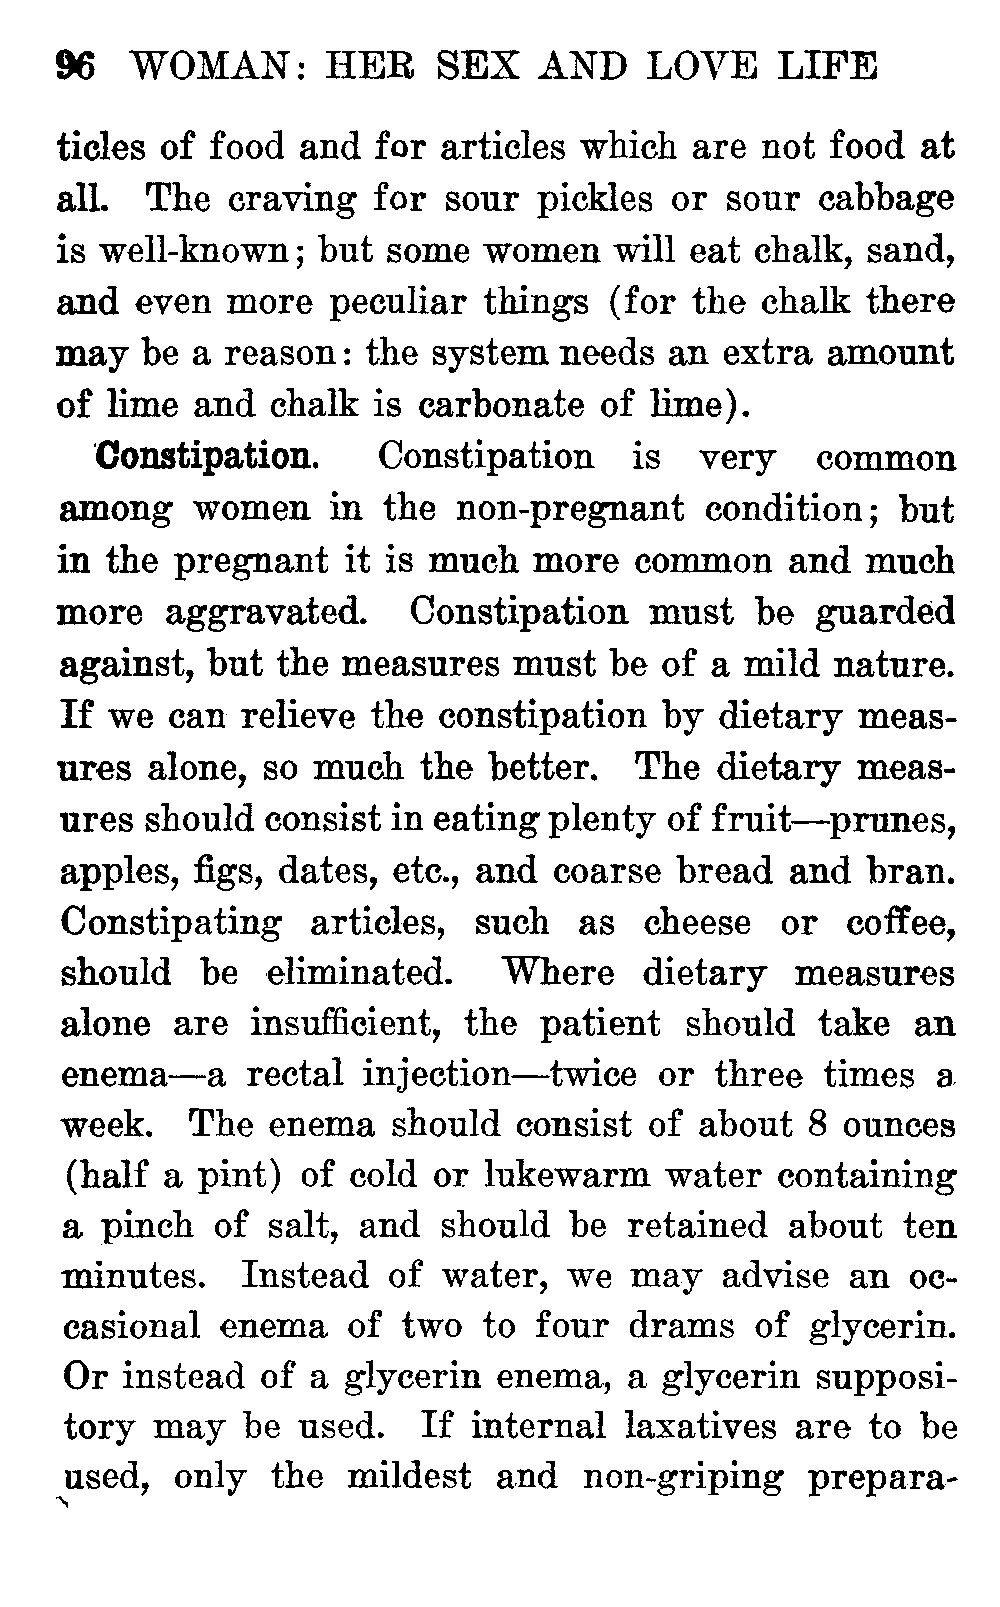 96 WOMAN: HER SEX AND LOVE LIFE
ticles of food and for articles which are not food at
all. The craving for sour pickles or sour cabbage
is well-known; but some women will eat chalk, sand,
and even more peculiar things (for the chalk there
may be a reason: the system needs an extra amount
of lime and chalk is carbonate of lime).
Constipation. Constipation is very common
among women in the non-pregnant condition; but
in the pregnant it is much more common and much
more aggravated. Constipation must be guarded
against, but the measures must be of a mild nature.
If we can relieve the constipation by dietary meas-
ures alone, so much the better. The dietary meas-
ures should consist in eating plenty of fruit—prunes,
apples, figs, dates, etc., and coarse bread and bran.
Constipating articles, such as cheese or coffee,
should be eliminated. Where dietary measures
alone are insufficient, the patient should take an
enema—a rectal injection—twice or three times a
week. The enema should consist of about 8 ounces
(half a pint) of cold or lukewarm water containing
a pinch of salt, and should be retained about ten
minutes. Instead of water, we may advise an oc-
casional enema of two to four drams of glycerin.
Or instead of a glycerin enema, a glycerin supposi-
tory may be used. If internal laxatives are to be
used, only the mildest and non-griping prepara-